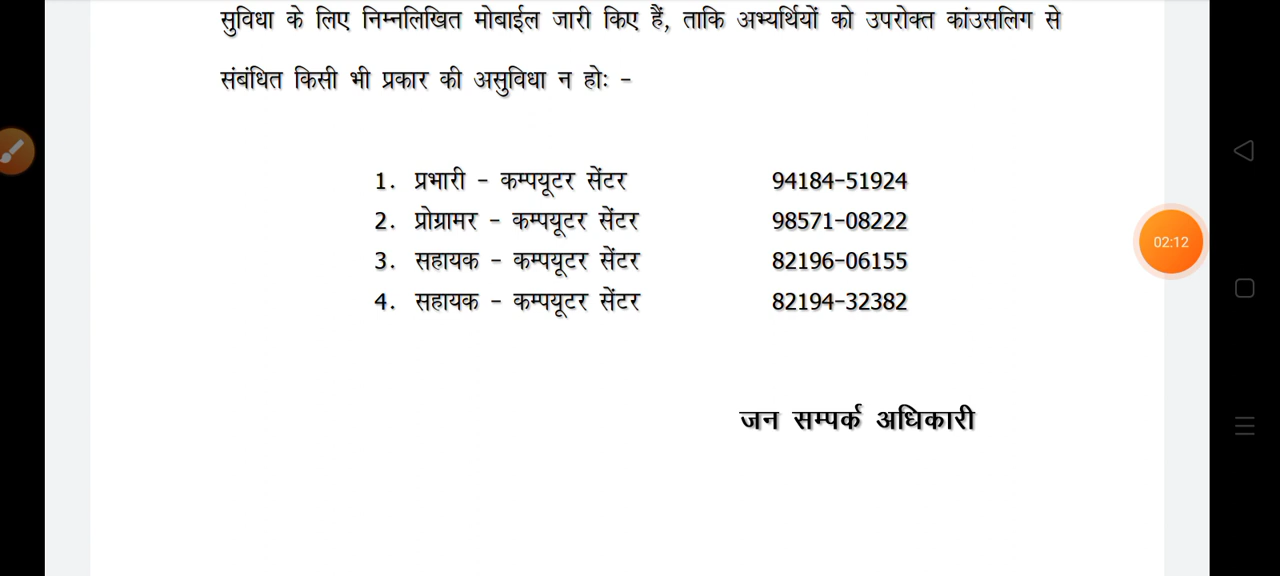 सुविधा के लिए निम्नलिखित मोबाईल जारी किए हैं, ताकि अभ्यर्थियों को उपरोक्त कांउसलिग से
संबंधित किसी भी प्रकार की असुविधा न होः -
1. प्रभारी - कम्पयूटर सेंटर 94184-51924
2. प्रोग्रामर - कम्पयूटर सेंटर 98571-08222
3. सहायक - कम्पयूटर सेंटर 82196-06155
4. सहायक - कम्पयूटर सेंटर 82194-32382
जन सम्पर्क अधिकारी
02:12